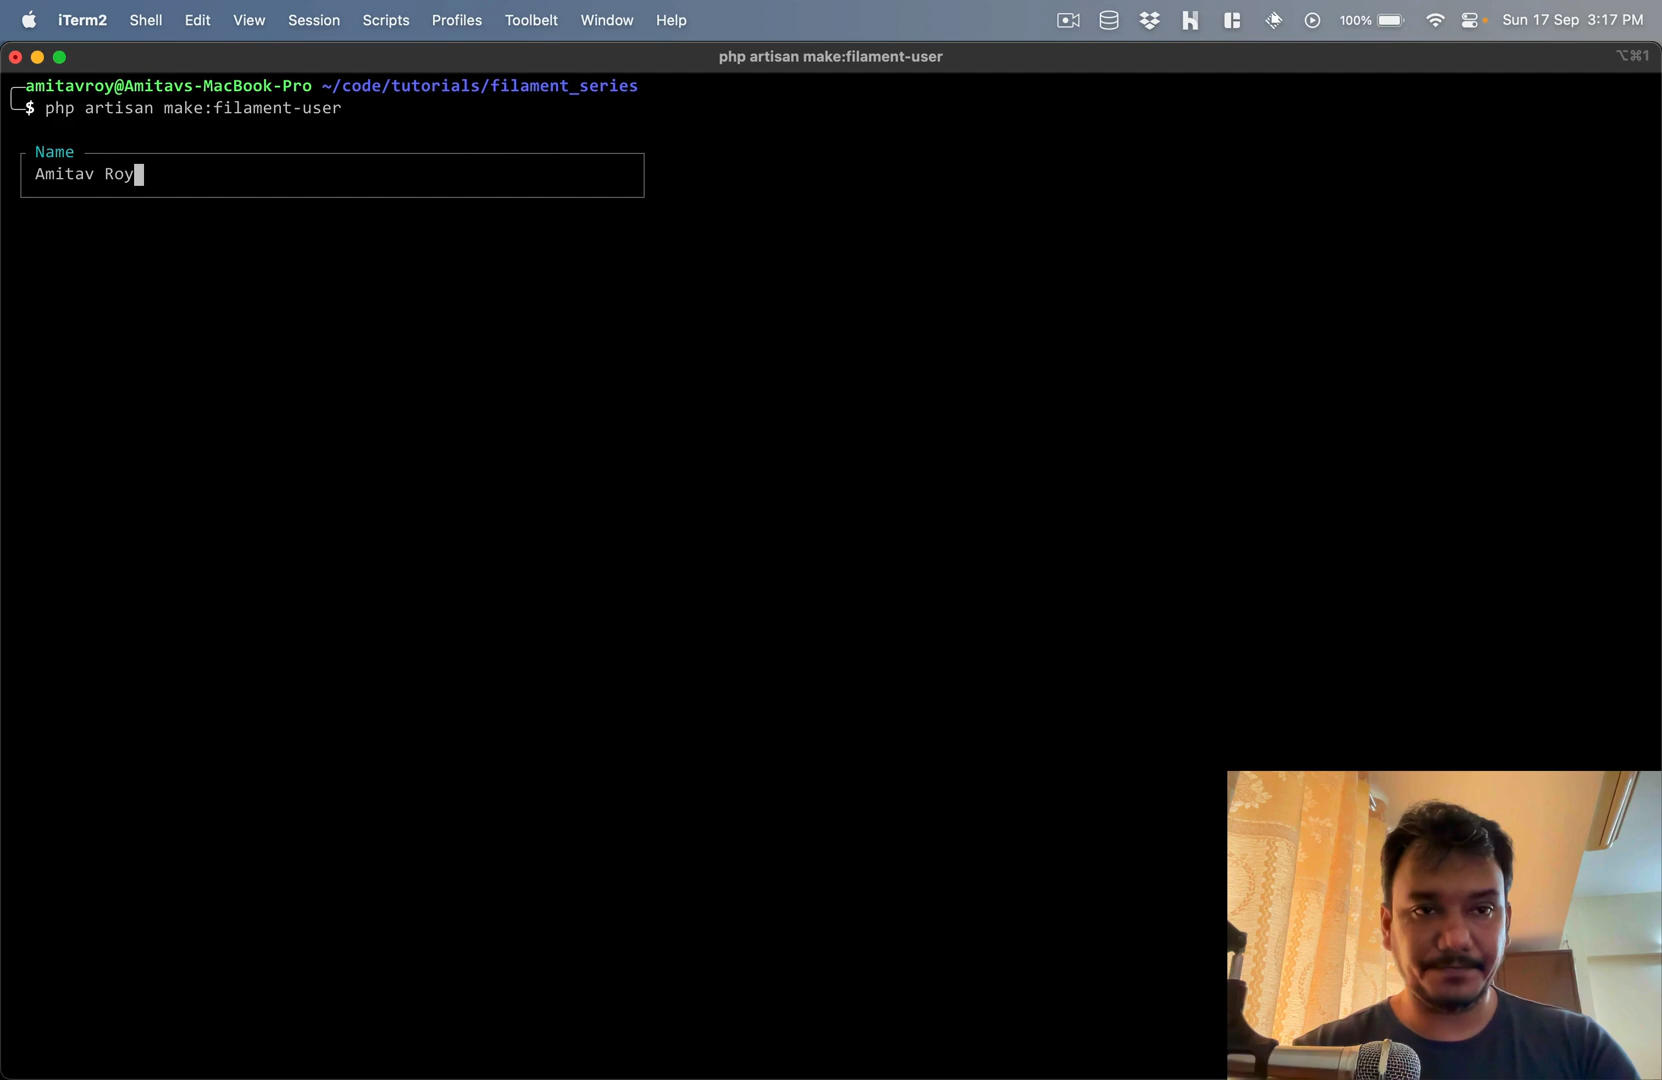 iTerm2 Shell Edit View Session Scripts Profiles Toolbelt Window Help 100% Sun 17 Sep 3:17 PM
php artisan make:filament-user ⌥⌘1
amitavroy@Amitavs-MacBook-Pro ~/code/tutorials/filament_series
$ php artisan make:filament-user
Name
Amitav Roy